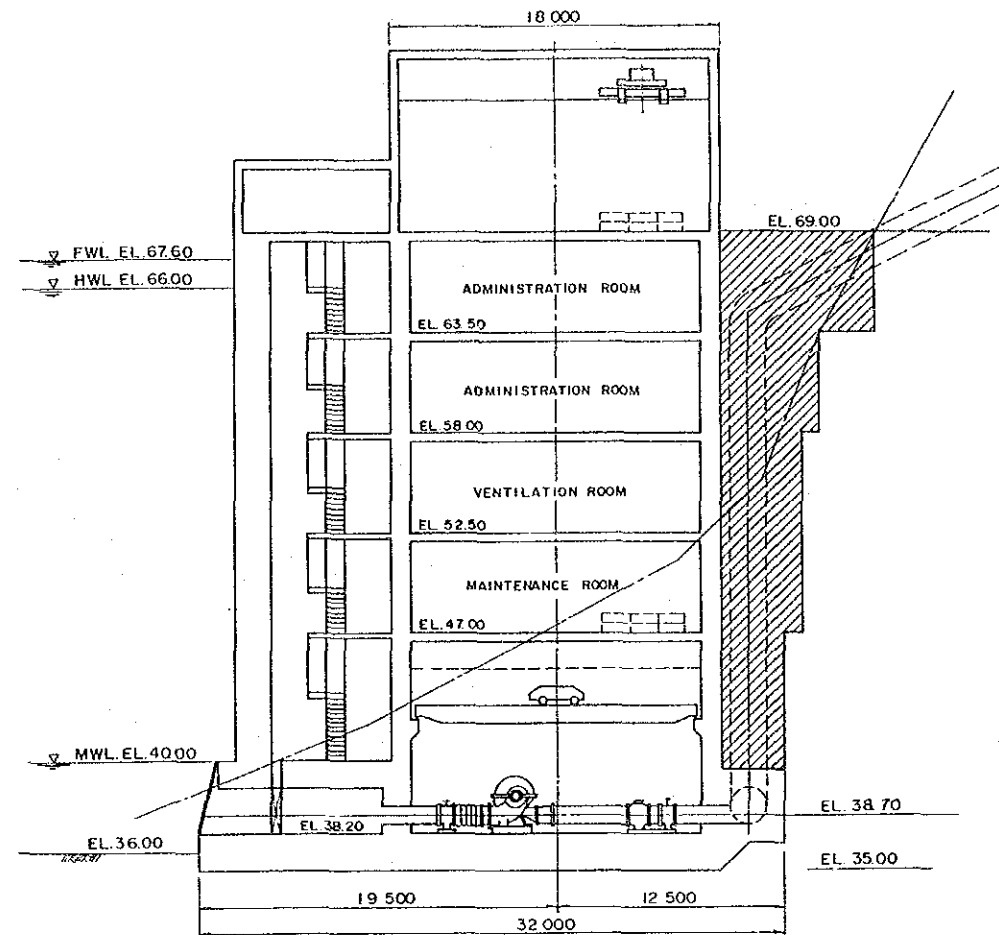 18 000
EL. 69.00
FWL EL. 67.60
HWL EL. 66.00
ADMINISTRATION ROOM
EL. 63.50
ADMINISTRATION ROOM
EL. 58.00
VENTILATION ROOM
EL. 52.50
MAINTENANCE ROOM
EL. 47.00
MWL. EL. 40.00
EL. 38.70
EL. 38.20
EL. 36.00
EL. 35.00
19 500
12 500
32 000